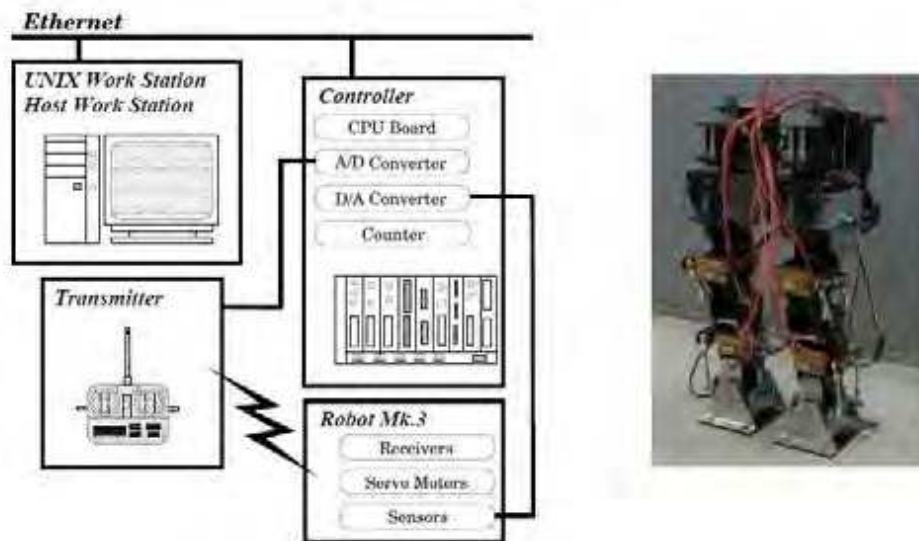 Ethernet
UNIX Work Station
Host Work Station
Controller
CPU Board
A/D Converter
D/A Converter
Counter
Transmitter
Robot Mk.3
Receivers
Servo Motors
Sensors